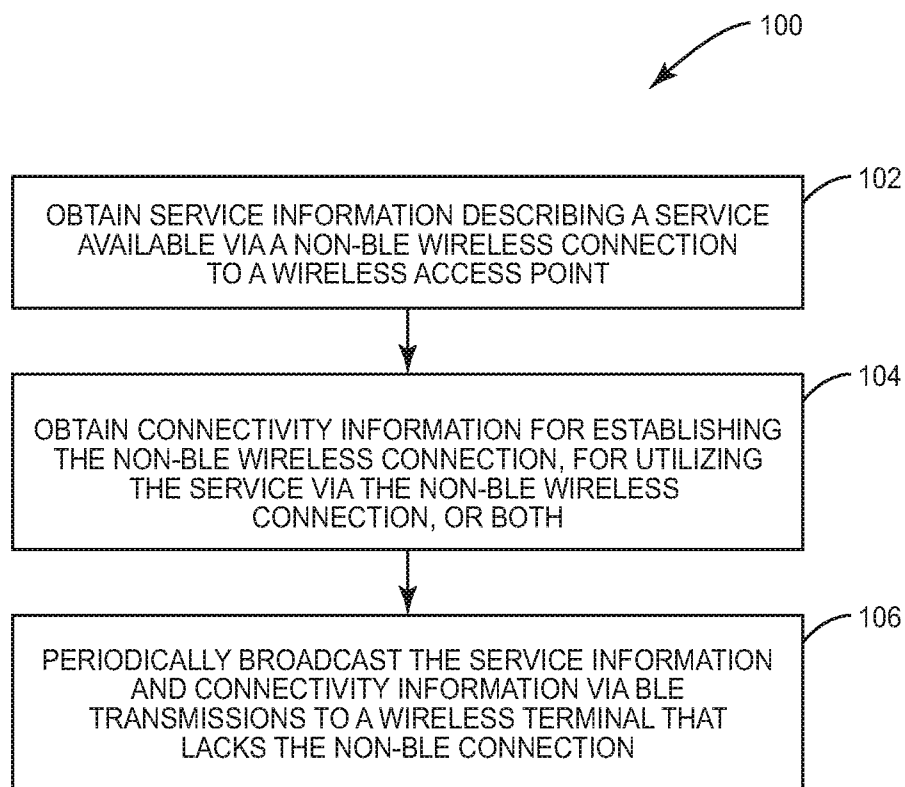 100
102
OBTAIN SERVICE INFORMATION DESCRIBING A SERVICE
AVAILABLE VIA A NON-BLE WIRELESS CONNECTION
TO A WIRELESS ACCESS POINT
104
OBTAIN CONNECTIVITY INFORMATION FOR ESTABLISHING
THE NON-BLE WIRELESS CONNECTION, FOR UTILIZING
THE SERVICE VIA THE NON-BLE WIRELESS
CONNECTION, OR BOTH
106
PERIODICALLY BROADCAST THE SERVICE INFORMATION
AND CONNECTIVITY INFORMATION VIA BLE
TRANSMISSIONS TO A WIRELESS TERMINAL THAT
LACKS THE NON-BLE CONNECTION